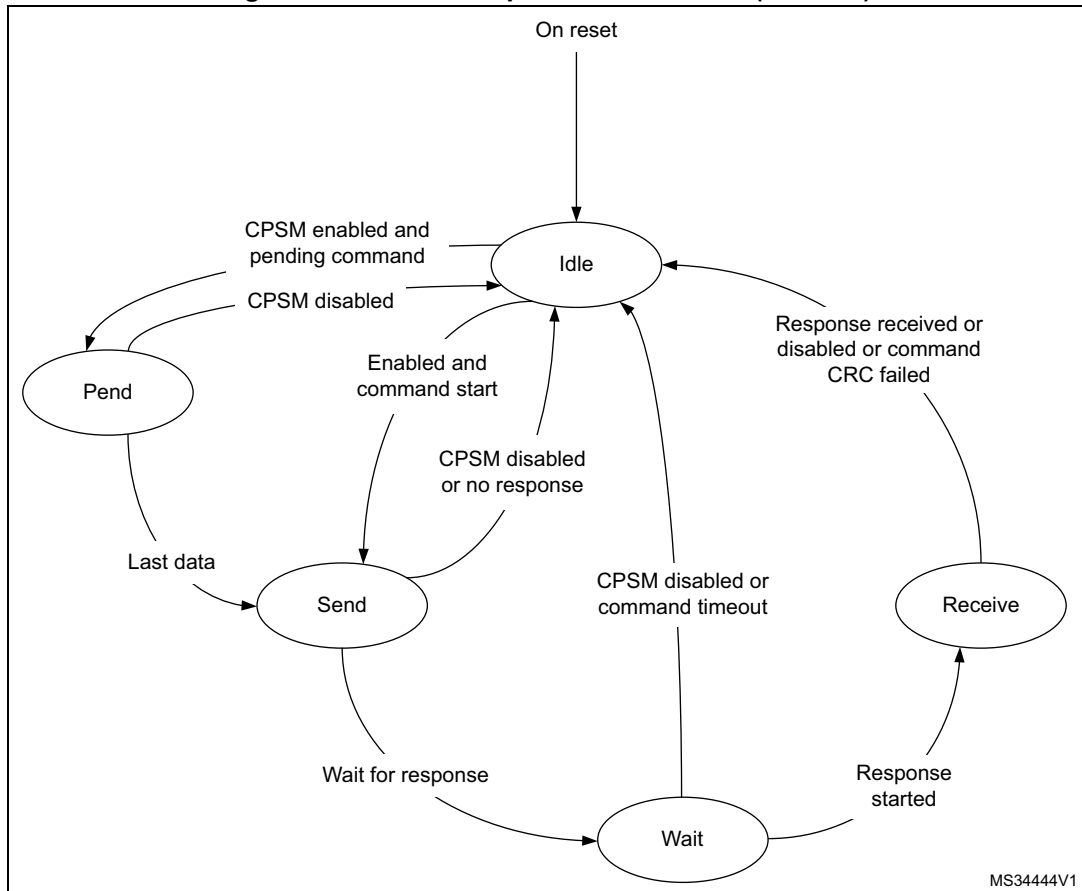 On reset
CPSM enabled and
pending command
Idle
CPSM disabled
Response received or
disabled or command
CRC failed
Enabled and
command start
Pend
CPSM disabled
or no response
Last data
Send
CPSM disabled or
command timeout
Receive
Wait for response
Response
started
Wait
MS34444V1